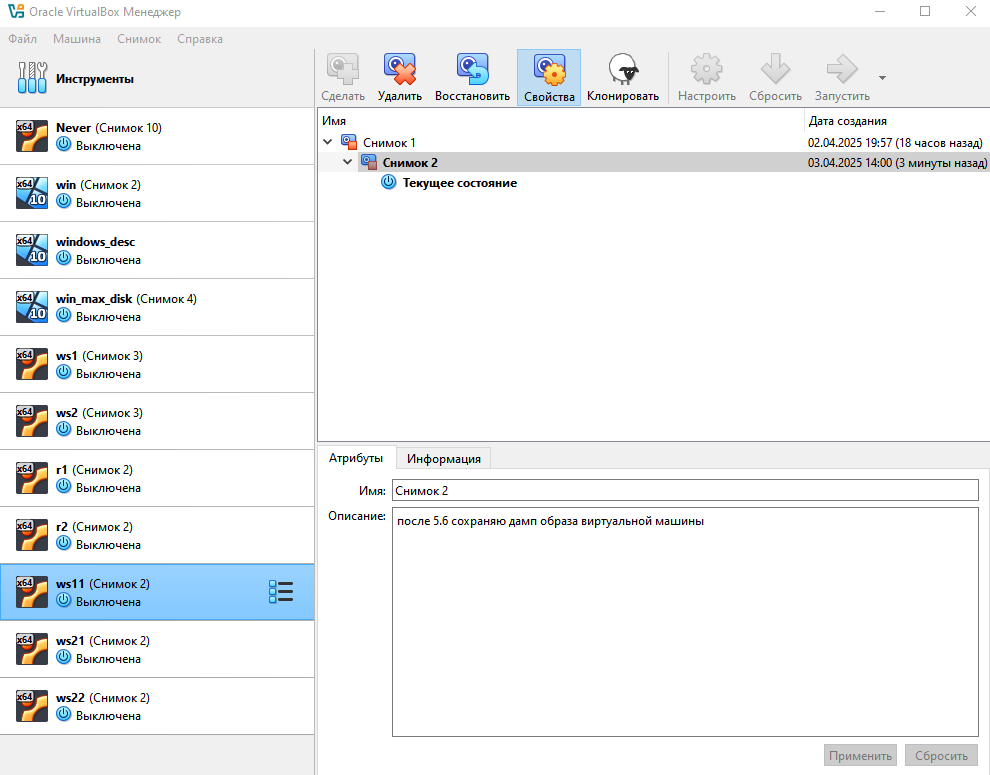 Oracle VirtualBox Менеджер
Файл Машина Снимок Справка
Инструменты
Сделать Удалить Восстановить Свойства Клонировать Настроить Сбросить Запустить
x64 Never (Снимок 10)
Выключена
x64 10 win (Снимок 2)
Выключена
x64 10 windows_desc
Выключена
x64 10 win_max_disk (Снимок 4)
Выключена
x64 ws1 (Снимок 3)
Выключена
x64 ws2 (Снимок 3)
Выключена
x64 r1 (Снимок 2)
Выключена
x64 r2 (Снимок 2)
Выключена
x64 ws11 (Снимок 2)
Выключена
x64 ws21 (Снимок 2)
Выключена
x64 ws22 (Снимок 2)
Выключена
Имя Дата создания
Снимок 1 02.04.2025 19:57 (18 часов назад)
Снимок 2 03.04.2025 14:00 (3 минуты назад)
Текущее состояние
Атрибуты Информация
Имя: Снимок 2
Описание: после 5.6 сохраняю дамп образа виртуальной машины
Применить Сбросить